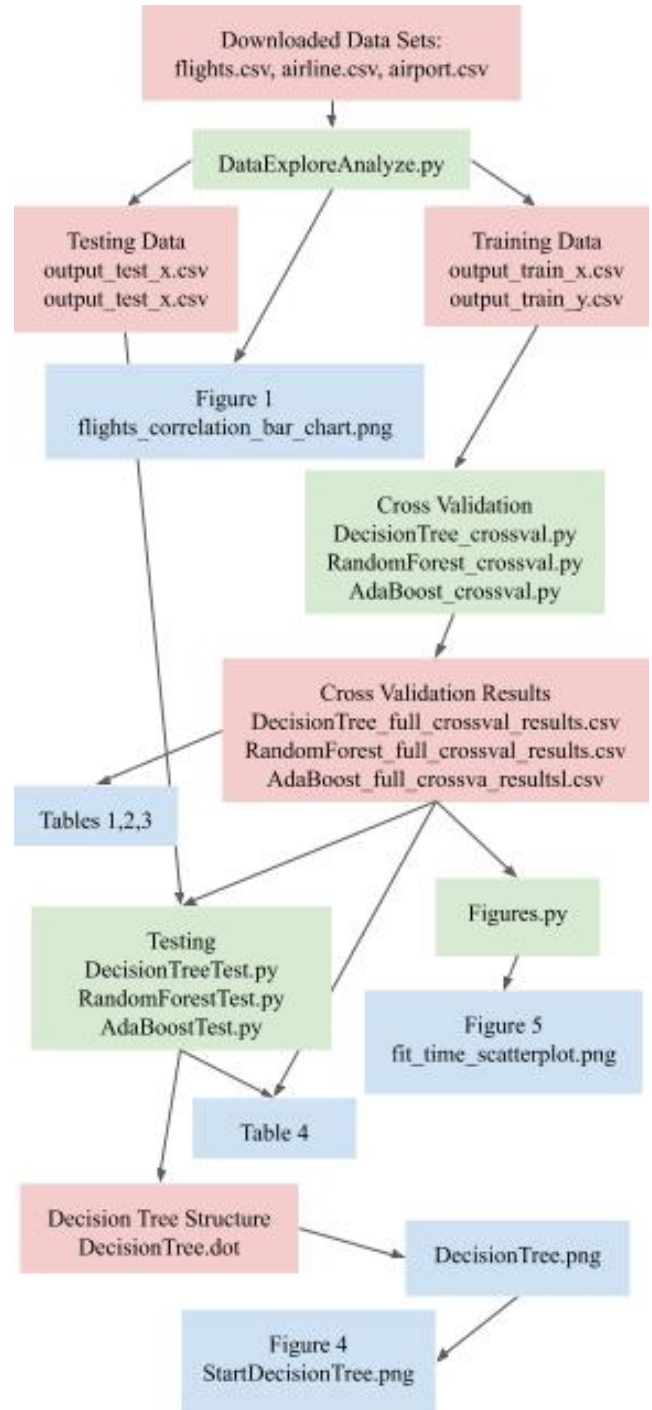 Downloaded Data Sets:
flights.csv, airline.csv, airport.csv
DataExploreAnalyze.py
Testing Data
output_test_x.csv
output_test_x.csv
Training Data
output_train_x.csv
output_train_y.csv
Figure 1
flights_correlation_bar_chart.png
Cross Validation
DecisionTree_crossval.py
RandomForest_crossval.py
AdaBoost_crossval.py
Cross Validation Results
DecisionTree_full_crossval_results.csv
RandomForest_full_crossval_results.csv
AdaBoost_full_crossva_resultsl.csv
Tables 1,2,3
Testing
DecisionTreeTest.py
RandomForestTest.py
AdaBoostTest.py
Figures.py
Figure 5
fit_time_scatterplot.png
Table 4
Decision Tree Structure
DecisionTree.dot
DecisionTree.png
Figure 4
StartDecisionTree.png